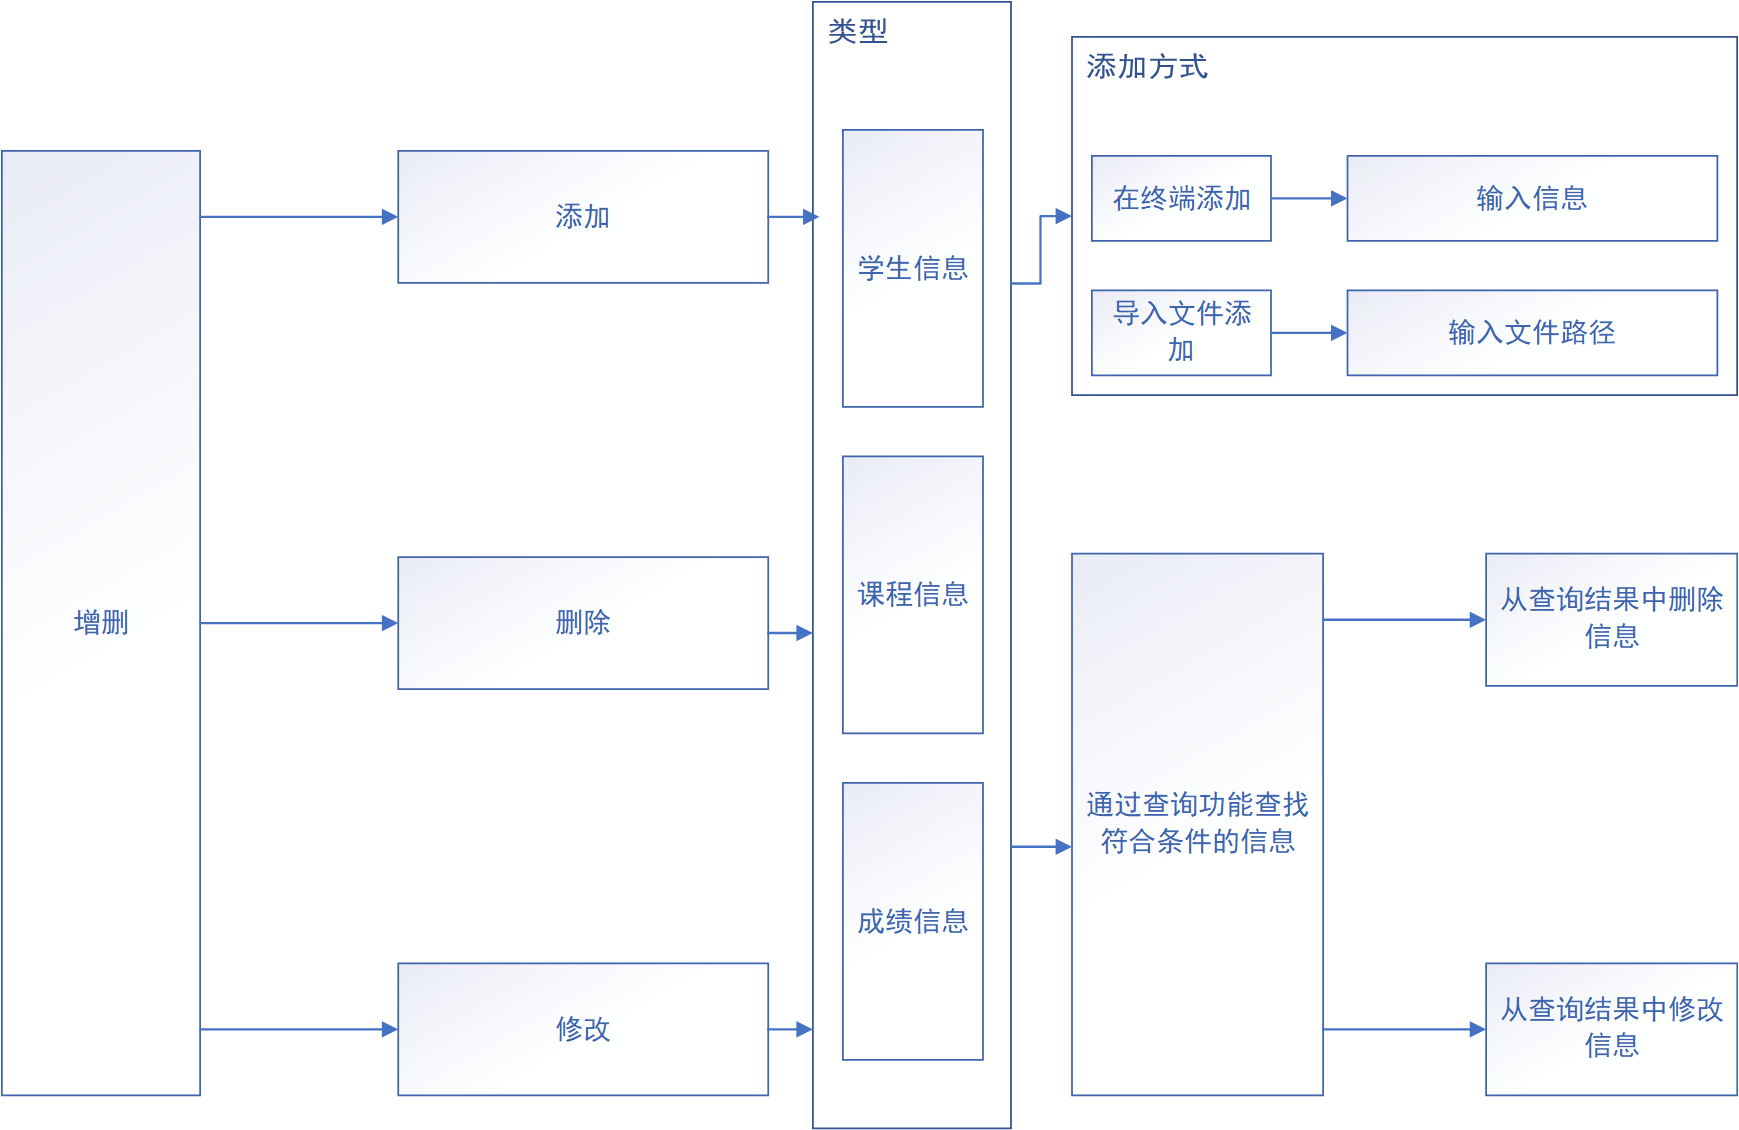 增删
添加
删除
修改
类型
学生信息
课程信息
成绩信息
添加方式
在终端添加
输入信息
导入文件添
加
输入文件路径
通过查询功能查找
符合条件的信息
从查询结果中删除
信息
从查询结果中修改
信息